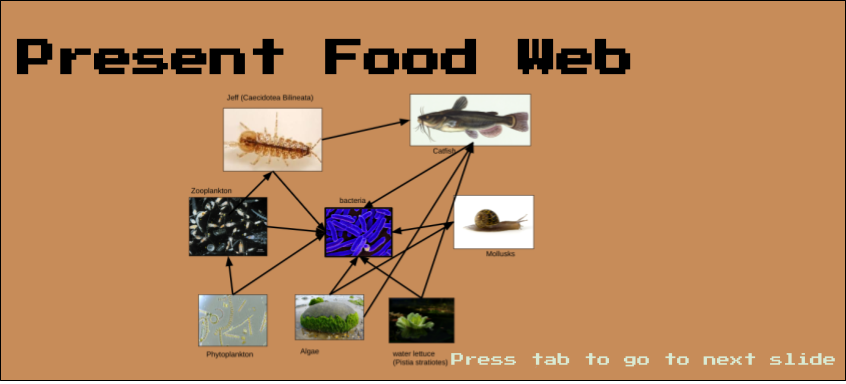 Present Food Web
Jeff (Caecidotea Bilineata)
Catfish
Zooplankton
bacteria
Mollusks
Phytoplankton
Algae
water lettuce
(Pistia stratiotes)
Press tab to go to next slide